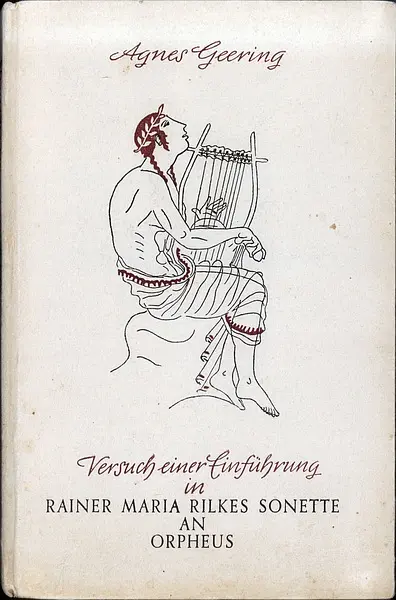 Agnes Geering
Versuch einer Einführung
in
RAINER MARIA RILKES SONETTE
AN
ORPHEUS